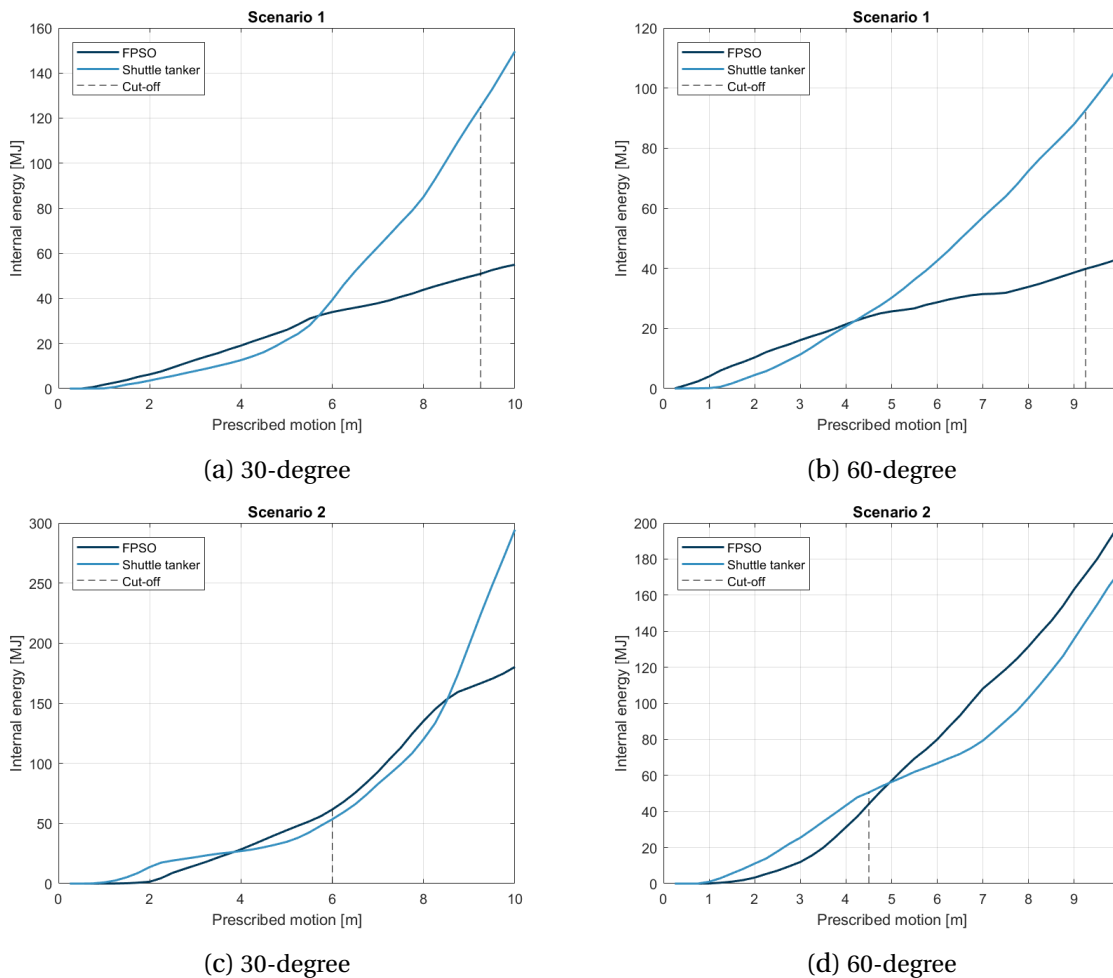 Scenario 1
160
140
120
100
80
60
40
20
0
Internal energy [MJ]
FPSO
Shuttle tanker
Cut-off
0 2 4 6 8 10
Prescribed motion [m]
(a) 30-degree
Scenario 1
120
100
80
60
40
20
0
Internal energy [MJ]
FPSO
Shuttle tanker
Cut-off
0 1 2 3 4 5 6 7 8 9
Prescribed motion [m]
(b) 60-degree
Scenario 2
300
250
200
150
100
50
0
Internal energy [MJ]
FPSO
Shuttle tanker
Cut-off
0 2 4 6 8 10
Prescribed motion [m]
(c) 30-degree
Scenario 2
200
180
160
140
120
100
80
60
40
20
0
Internal energy [MJ]
FPSO
Shuttle tanker
Cut-off
0 1 2 3 4 5 6 7 8 9
Prescribed motion [m]
(d) 60-degree